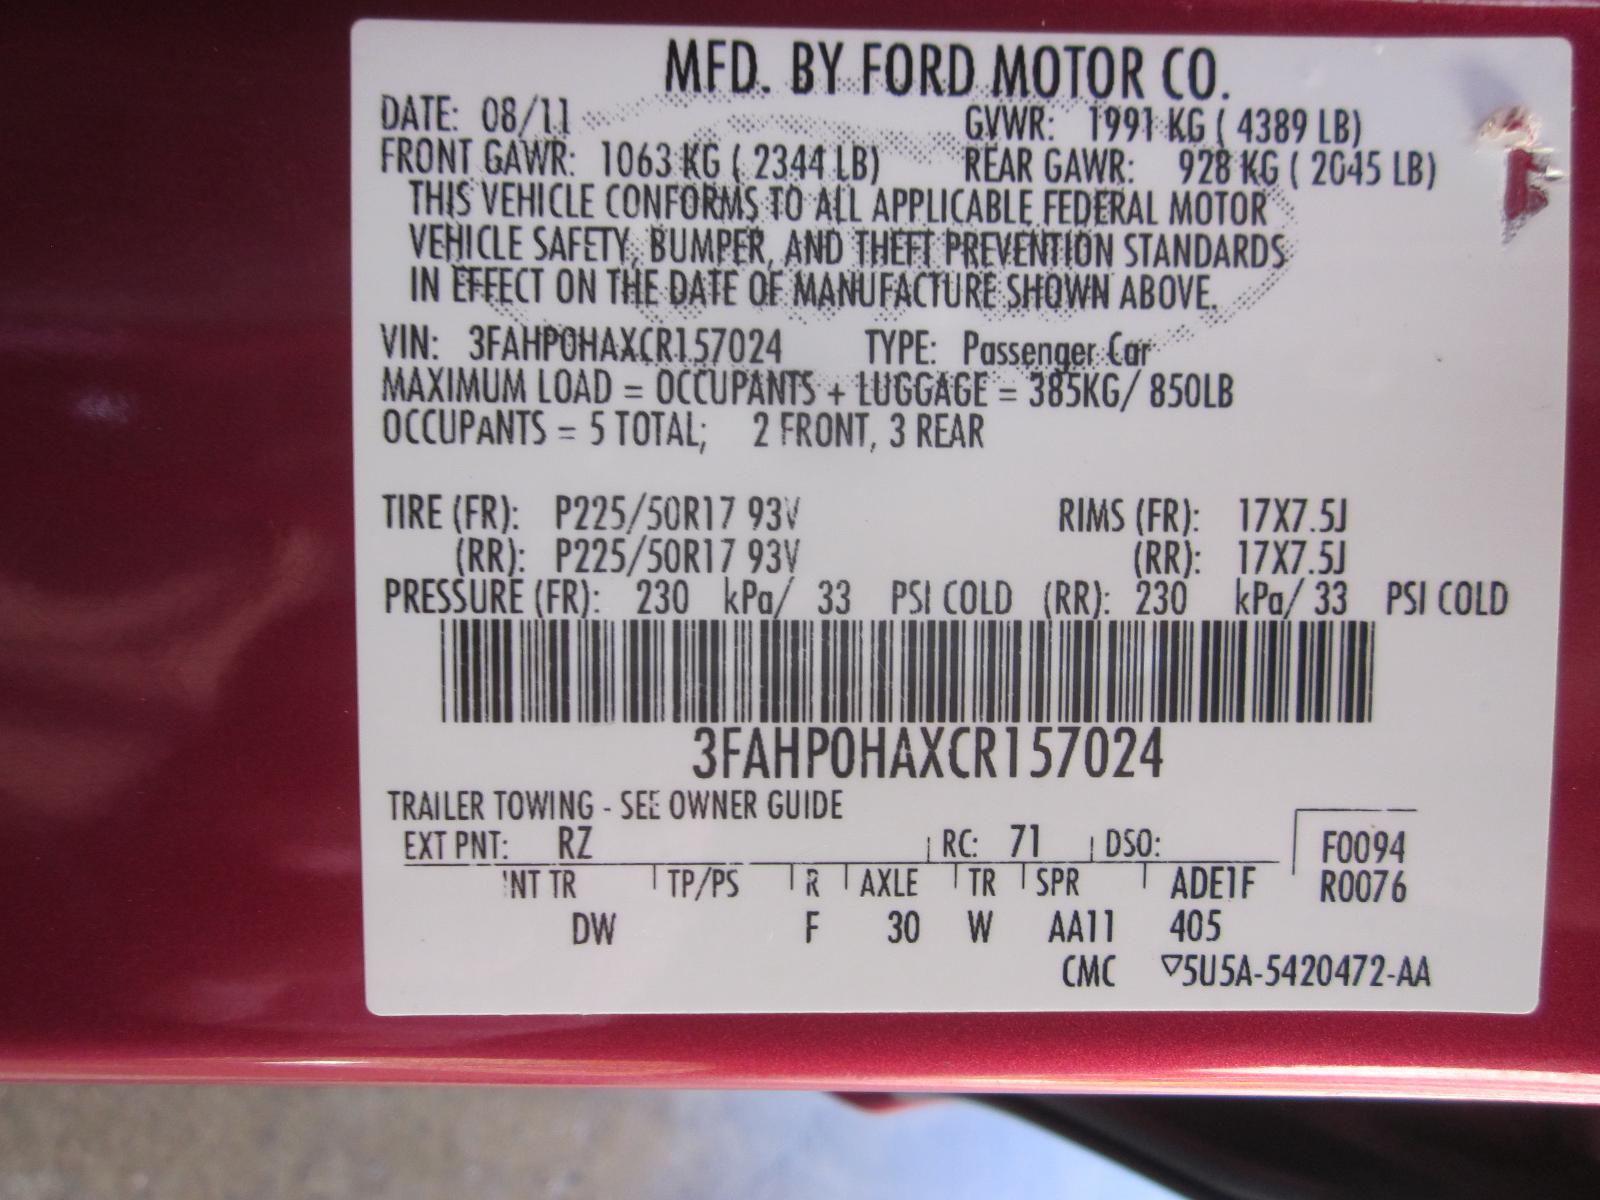 MFD. BY FORD MOTOR CO.
DATE: 08/11 GVWR: 1991 KG ( 4389 LB)
FRONT GAWR: 1063 KG ( 2344 LB) REAR GAWR: 928 KG ( 2045 LB)
THIS VEHICLE CONFORMS TO ALL APPLICABLE FEDERAL MOTOR
VEHICLE SAFETY, BUMPER, AND THEFT PREVENTION STANDARDS
IN EFFECT ON THE DATE OF MANUFACTURE SHOWN ABOVE.
VIN: 3FAHP0HAXCR157024 TYPE: Passenger Car
MAXIMUM LOAD = OCCUPANTS + LUGGAGE = 385KG/ 850LB
OCCUPANTS = 5 TOTAL; 2 FRONT, 3 REAR
TIRE (FR): P225/50R17 93V RIMS (FR): 17X7.5J
(RR): P225/50R17 93V (RR): 17X7.5J
PRESSURE (FR): 230 kPa/ 33 PSI COLD (RR): 230 kPa/ 33 PSI COLD
3FAHP0HAXCR157024
TRAILER TOWING - SEE OWNER GUIDE
EXT PNT: RZ RC: 71 DSO: F0094
INT TR TP/PS R AXLE TR SPR ADE1F R0076
DW F 30 W AA11 405
CMC ▽5U5A-5420472-AA